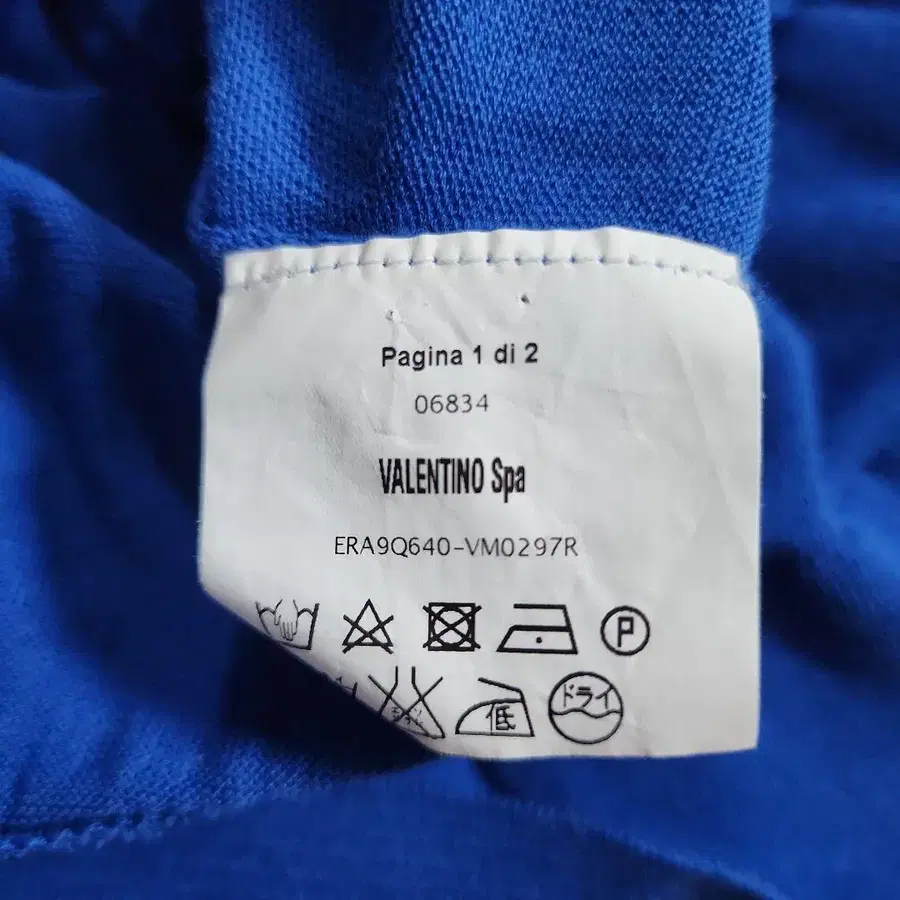 Pagina 1 di 2
06834
VALENTINO Spa
ERA9Q640-VM0297R
P
低 ドライ